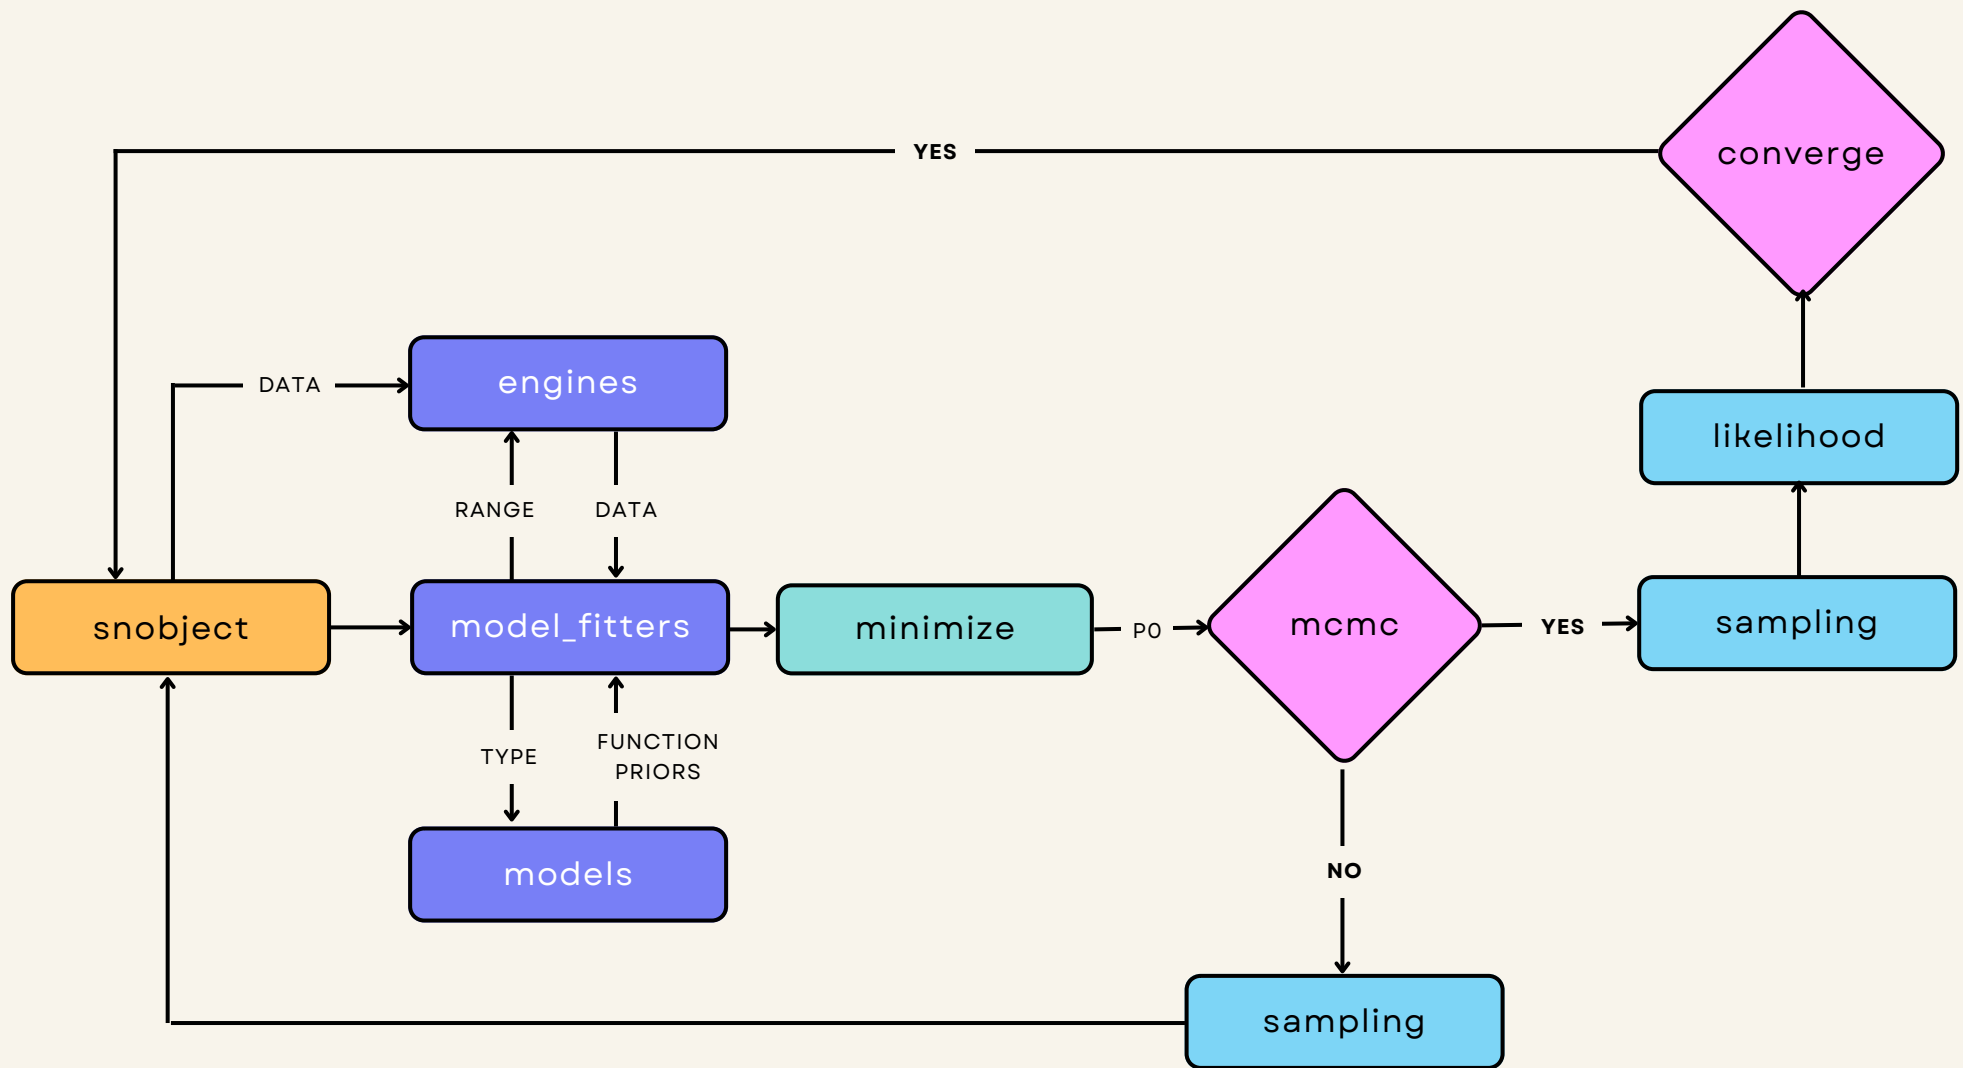 converge
YES
engines
DATA
likelihood
RANGE
DATA
snobject
model_fitters
minimize
P0
mcmc
YES
sampling
TYPE
FUNCTION
PRIORS
models
NO
sampling